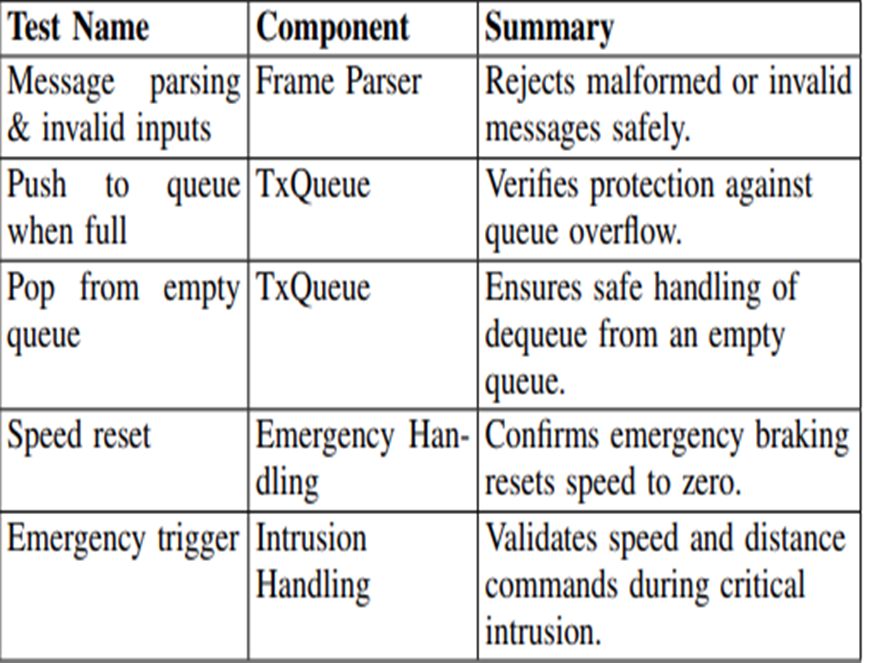 Test Name Component Summary
Message parsing Frame Parser Rejects malformed or invalid
& invalid inputs messages safely.
Push to queue TxQueue Verifies protection against
when full queue overflow.
Pop from empty TxQueue Ensures safe handling of
queue dequeue from an empty
queue.
Speed reset Emergency Han- Confirms emergency braking
dling resets speed to zero.
Emergency trigger Intrusion Validates speed and distance
Handling commands during critical
intrusion.